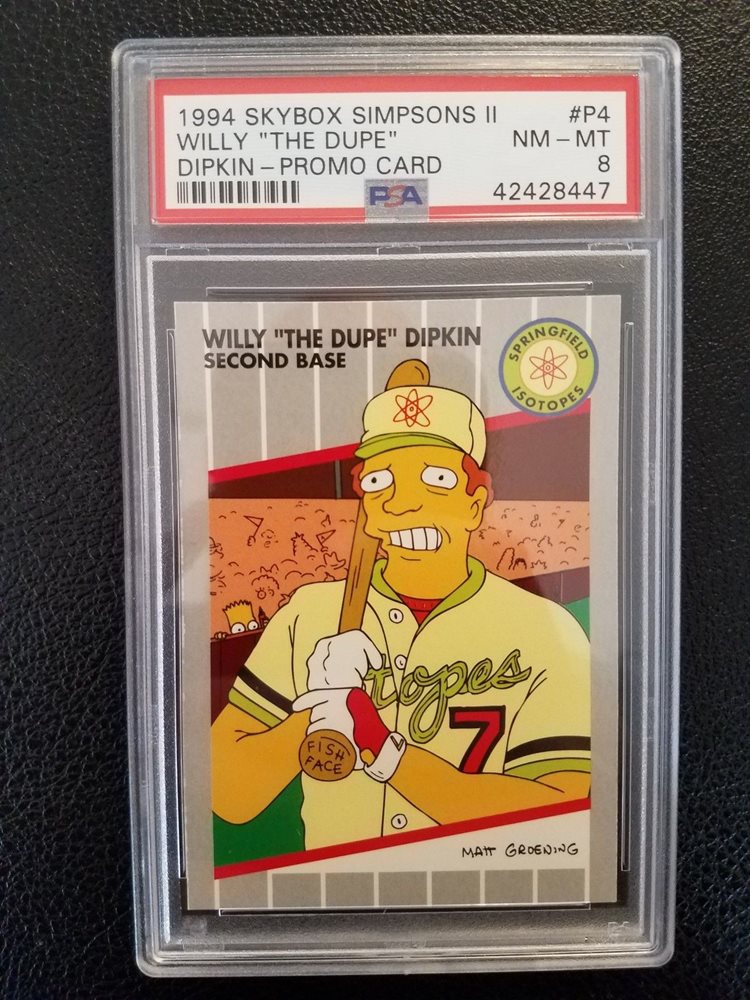 1994 SKYBOX SIMPSONS II #P4
WILLY "THE DUPE" NM – MT
DIPKIN – PROMO CARD 8
PSA 42428447
WILLY "THE DUPE" DIPKIN
SECOND BASE
SPRINGFIELD
ISOTOPES
topes
7
FISH
FACE
MATT GROENING